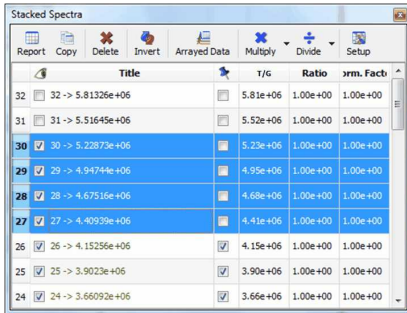 Stacked Spectra
Report Copy Delete Invert Arrayed Data Multiply Divide Setup
Title T/G Ratio orm. Facto
32 32 -> 5.81326e+06 5.81e+06 1.00e+00 1.00e+00
31 31 -> 5.51645e+06 5.52e+06 1.00e+00 1.00e+00
30 30 -> 5.22873e+06 5.23e+06 1.00e+00 1.00e+00
29 29 -> 4.94744e+06 4.95e+06 1.00e+00 1.00e+00
28 28 -> 4.67516e+06 4.68e+06 1.00e+00 1.00e+00
27 27 -> 4.40939e+06 4.41e+06 1.00e+00 1.00e+00
26 26 -> 4.15256e+06 4.15e+06 1.00e+00 1.00e+00
25 25 -> 3.9023e+06 3.90e+06 1.00e+00 1.00e+00
24 24 -> 3.66092e+06 3.66e+06 1.00e+00 1.00e+00